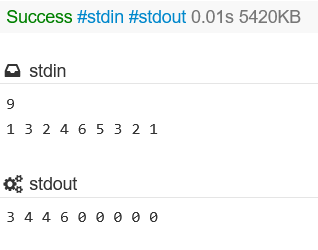 Success #stdin #stdout 0.01s 5420KB
stdin
9
1 3 2 4 6 5 3 2 1
stdout
3 4 4 6 0 0 0 0 0